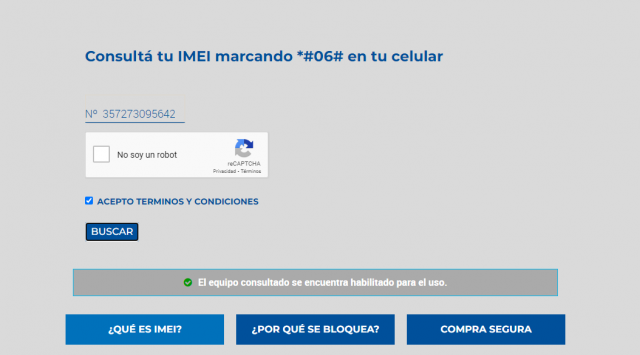 Consultá tu IMEI marcando *#06# en tu celular
Nº 357273095642
No soy un robot
reCAPTCHA
Privacidad - Términos
ACEPTO TERMINOS Y CONDICIONES
BUSCAR
El equipo consultado se encuentra habilitado para el uso.
¿QUÉ ES IMEI? ¿POR QUÉ SE BLOQUEA? COMPRA SEGURA